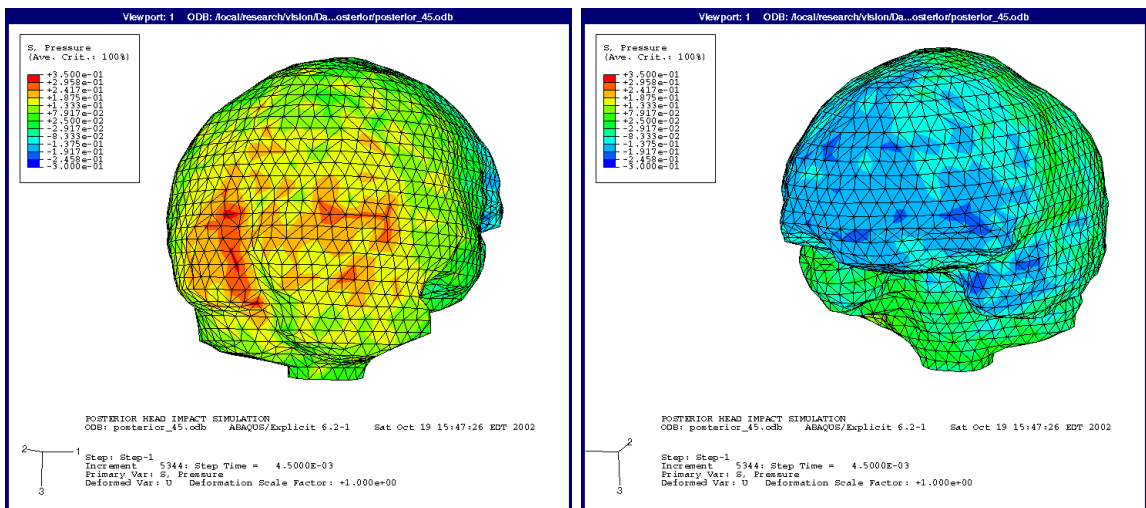 Viewport: 1 ODB: /local/research/vision/Da...osterior/posterior_45.odb
S, Pressure
(Ave. Crit.: 100%)
+3.500e-01
+2.958e-01
+2.417e-01
+1.875e-01
+1.333e-01
+7.917e-02
+2.500e-02
-2.917e-02
-8.333e-02
-1.375e-01
-1.917e-01
-2.458e-01
-3.000e-01
POSTERIOR HEAD IMPACT SIMULATION
ODB: posterior_45.odb ABAQUS/Explicit 6.2-1 Sat Oct 19 15:47:26 EDT 2002
2
1
3
Step: Step-1
Increment 5344: Step Time = 4.5000E-03
Primary Var: S, Pressure
Deformed Var: U Deformation Scale Factor: +1.000e+00
Viewport: 1 ODB: /local/research/vision/Da...osterior/posterior_45.odb
S, Pressure
(Ave. Crit.: 100%)
+3.500e-01
+2.958e-01
+2.417e-01
+1.875e-01
+1.333e-01
+7.917e-02
+2.500e-02
-2.917e-02
-8.333e-02
-1.375e-01
-1.917e-01
-2.458e-01
-3.000e-01
POSTERIOR HEAD IMPACT SIMULATION
ODB: posterior_45.odb ABAQUS/Explicit 6.2-1 Sat Oct 19 15:47:26 EDT 2002
2
1
3
Step: Step-1
Increment 5344: Step Time = 4.5000E-03
Primary Var: S, Pressure
Deformed Var: U Deformation Scale Factor: +1.000e+00